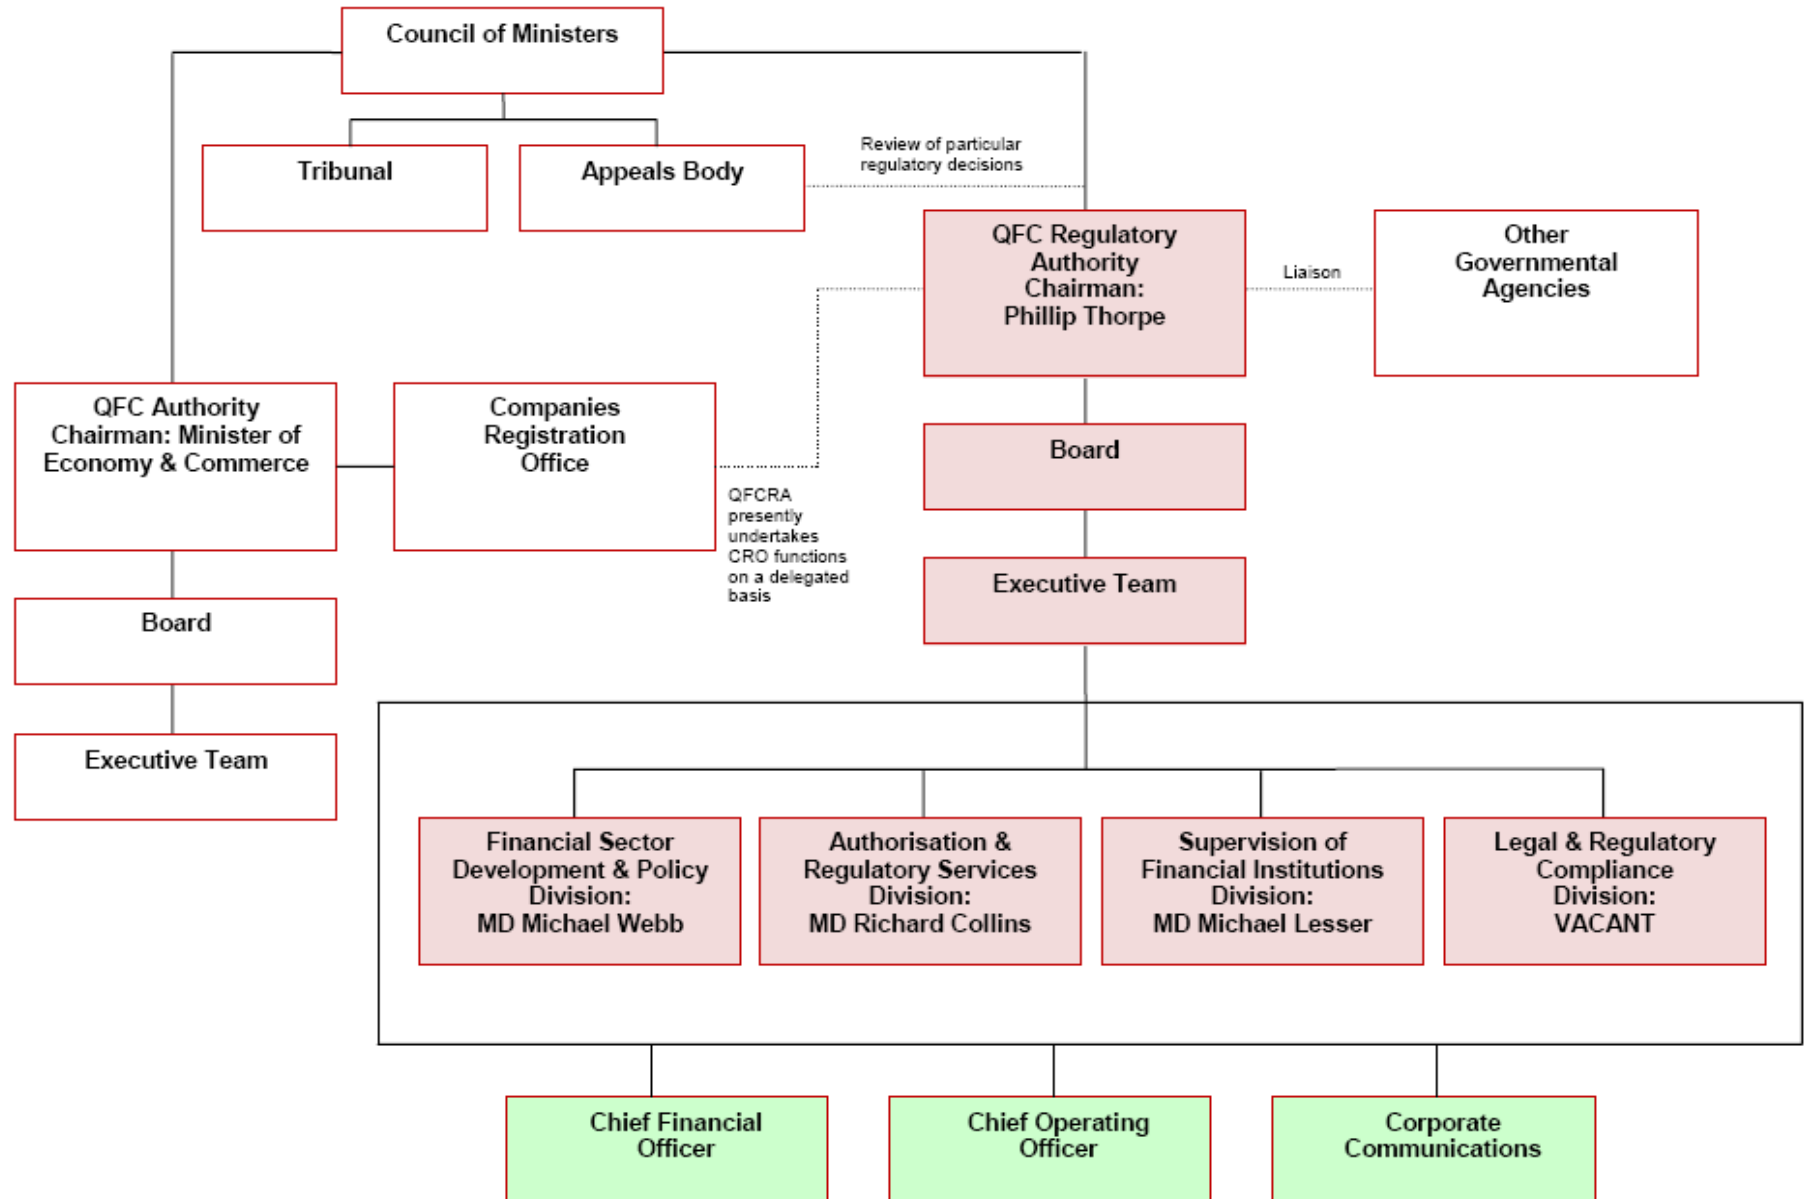 Council of Ministers
Tribunal
Appeals Body
Review of particular
regulatory decisions
QFC Regulatory
Authority
Chairman:
Phillip Thorpe
Liaison
Other
Governmental
Agencies
QFC Authority
Chairman: Minister of
Economy & Commerce
Companies
Registration
Office
QFCRA
presently
undertakes
CRO functions
on a delegated
basis
Board
Executive Team
Board
Executive Team
Financial Sector
Development & Policy
Division:
MD Michael Webb
Authorisation &
Regulatory Services
Division:
MD Richard Collins
Supervision of
Financial Institutions
Division:
MD Michael Lesser
Legal & Regulatory
Compliance
Division:
VACANT
Chief Financial
Officer
Chief Operating
Officer
Corporate
Communications